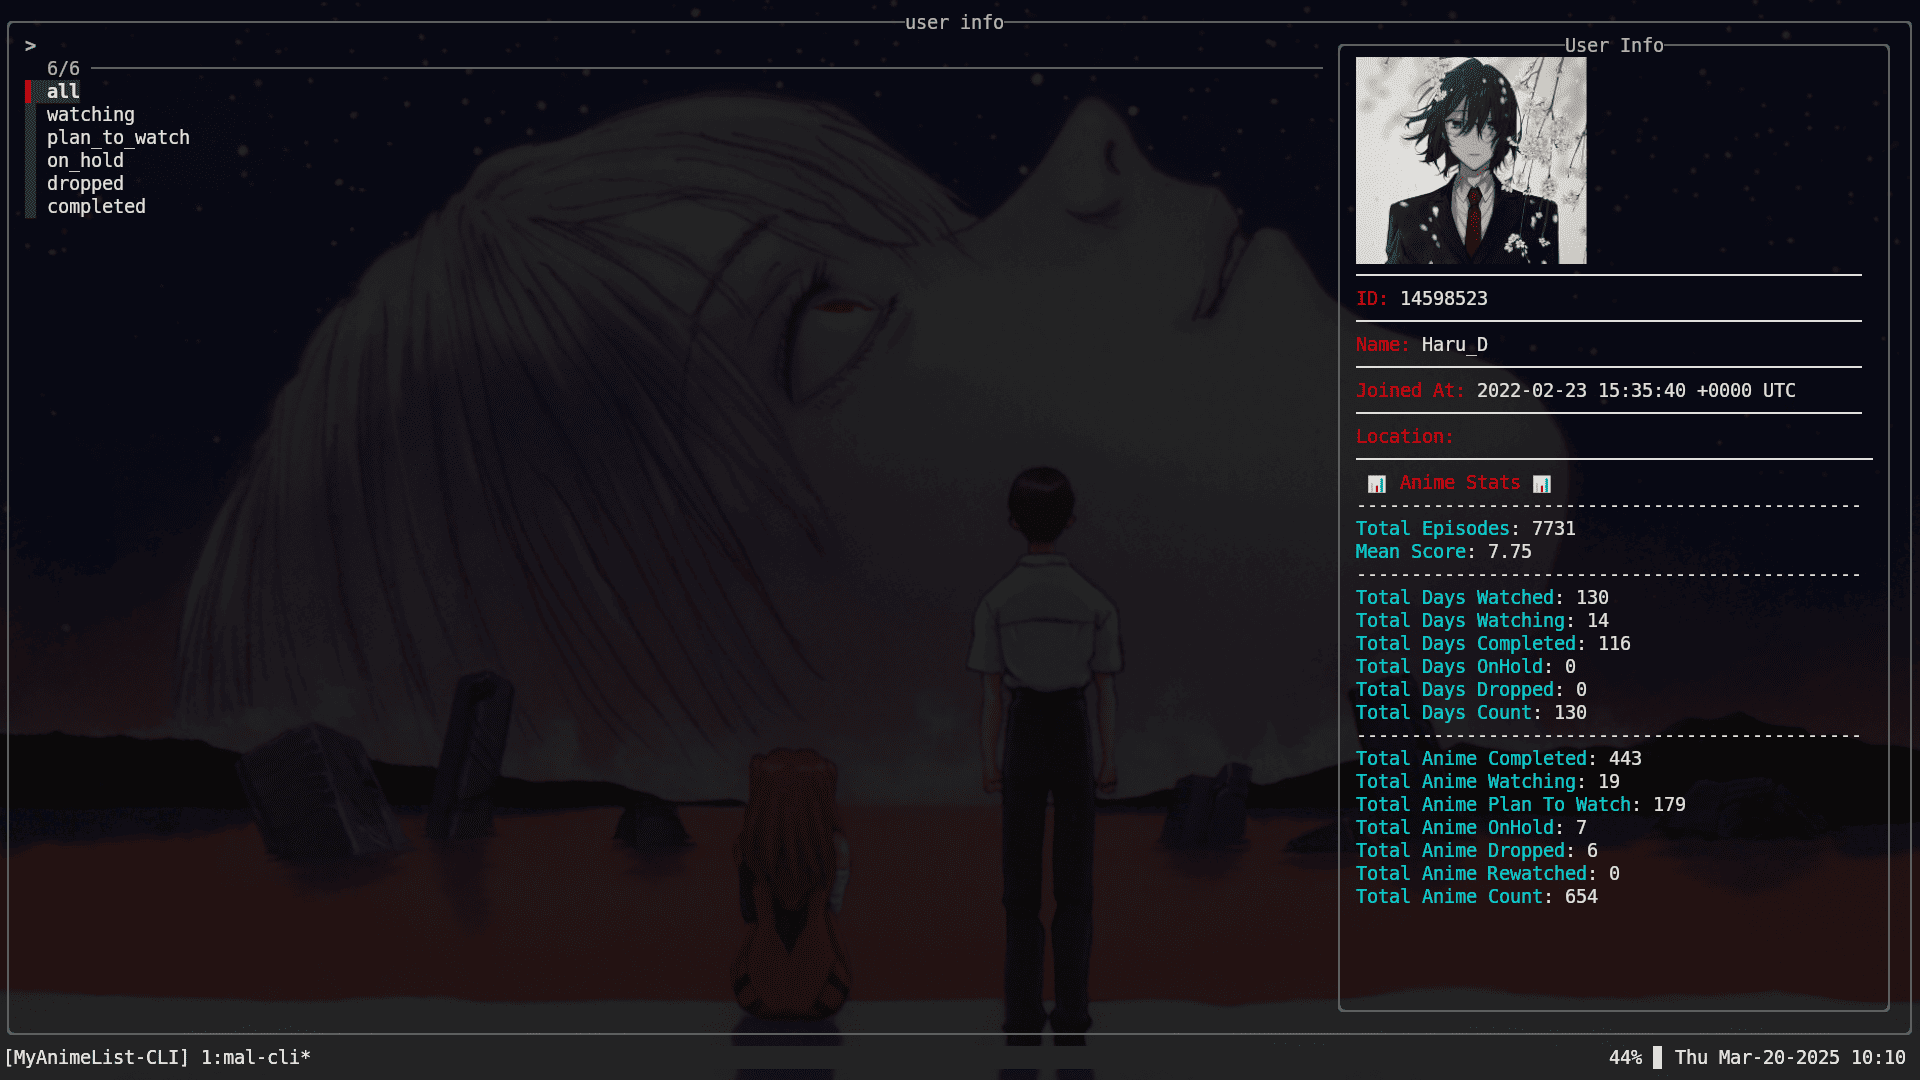 user info
>
6/6
all
watching
plan_to_watch
on_hold
dropped
completed
User Info
ID: 14598523
Name: Haru_D
Joined At: 2022-02-23 15:35:40 +0000 UTC
Location:
📊 Anime Stats 📊
----------------------------------------------
Total Episodes: 7731
Mean Score: 7.75
----------------------------------------------
Total Days Watched: 130
Total Days Watching: 14
Total Days Completed: 116
Total Days OnHold: 0
Total Days Dropped: 0
Total Days Count: 130
----------------------------------------------
Total Anime Completed: 443
Total Anime Watching: 19
Total Anime Plan To Watch: 179
Total Anime OnHold: 7
Total Anime Dropped: 6
Total Anime Rewatched: 0
Total Anime Count: 654
[MyAnimeList-CLI] 1:mal-cli*
44% Thu Mar-20-2025 10:10